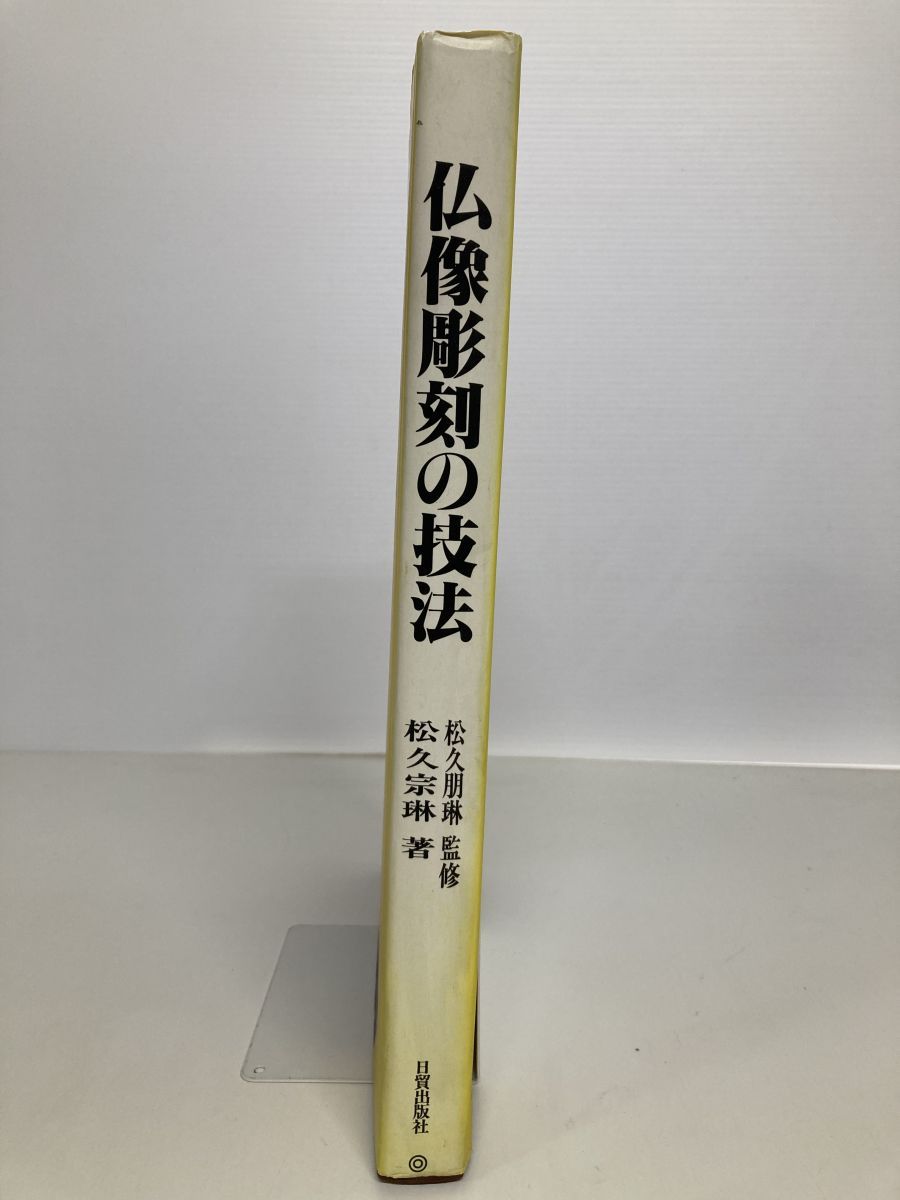 仏像彫刻の技法
松久朋琳 監修
松久宗琳 著
日貿出版社